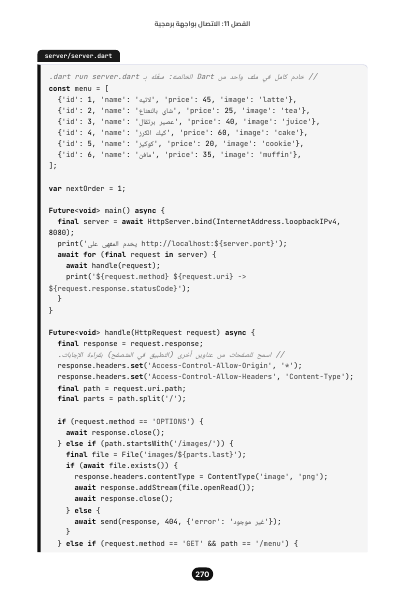 الفصل 11: الاتصال بواجهة برمجية
server/server.dart
// خادم كامل في ملف واحد من Dart الخالصة: شغله بـ dart run server.dart.
const menu = [
  {'id': 1, 'name': 'لاتيه', 'price': 45, 'image': 'latte'},
  {'id': 2, 'name': 'شاي بالنعناع', 'price': 25, 'image': 'tea'},
  {'id': 3, 'name': 'عصير برتقال', 'price': 40, 'image': 'juice'},
  {'id': 4, 'name': 'كيك الكرز', 'price': 60, 'image': 'cake'},
  {'id': 5, 'name': 'كوكيز', 'price': 20, 'image': 'cookie'},
  {'id': 6, 'name': 'مافن', 'price': 35, 'image': 'muffin'},
];
var nextOrder = 1;
Future<void> main() async {
  final server = await HttpServer.bind(InternetAddress.loopbackIPv4,
8080);
  print('يخدم المقهى على http://localhost:${server.port}');
  await for (final request in server) {
    await handle(request);
    print('${request.method} ${request.uri} ->
${request.response.statusCode}');
  }
}
Future<void> handle(HttpRequest request) async {
  final response = request.response;
  // اسمح للصفحات من عناوين أخرى (التطبيق في المتصفح) بقراءة الإجابات.
  response.headers.set('Access-Control-Allow-Origin', '*');
  response.headers.set('Access-Control-Allow-Headers', 'Content-Type');
  final path = request.uri.path;
  final parts = path.split('/');
  if (request.method == 'OPTIONS') {
    await response.close();
  } else if (path.startsWith('/images/')) {
    final file = File('images/${parts.last}');
    if (await file.exists()) {
      response.headers.contentType = ContentType('image', 'png');
      await response.addStream(file.openRead());
      await response.close();
    } else {
      await send(response, 404, {'error': 'غير موجود'});
    }
  } else if (request.method == 'GET' && path == '/menu') {
270